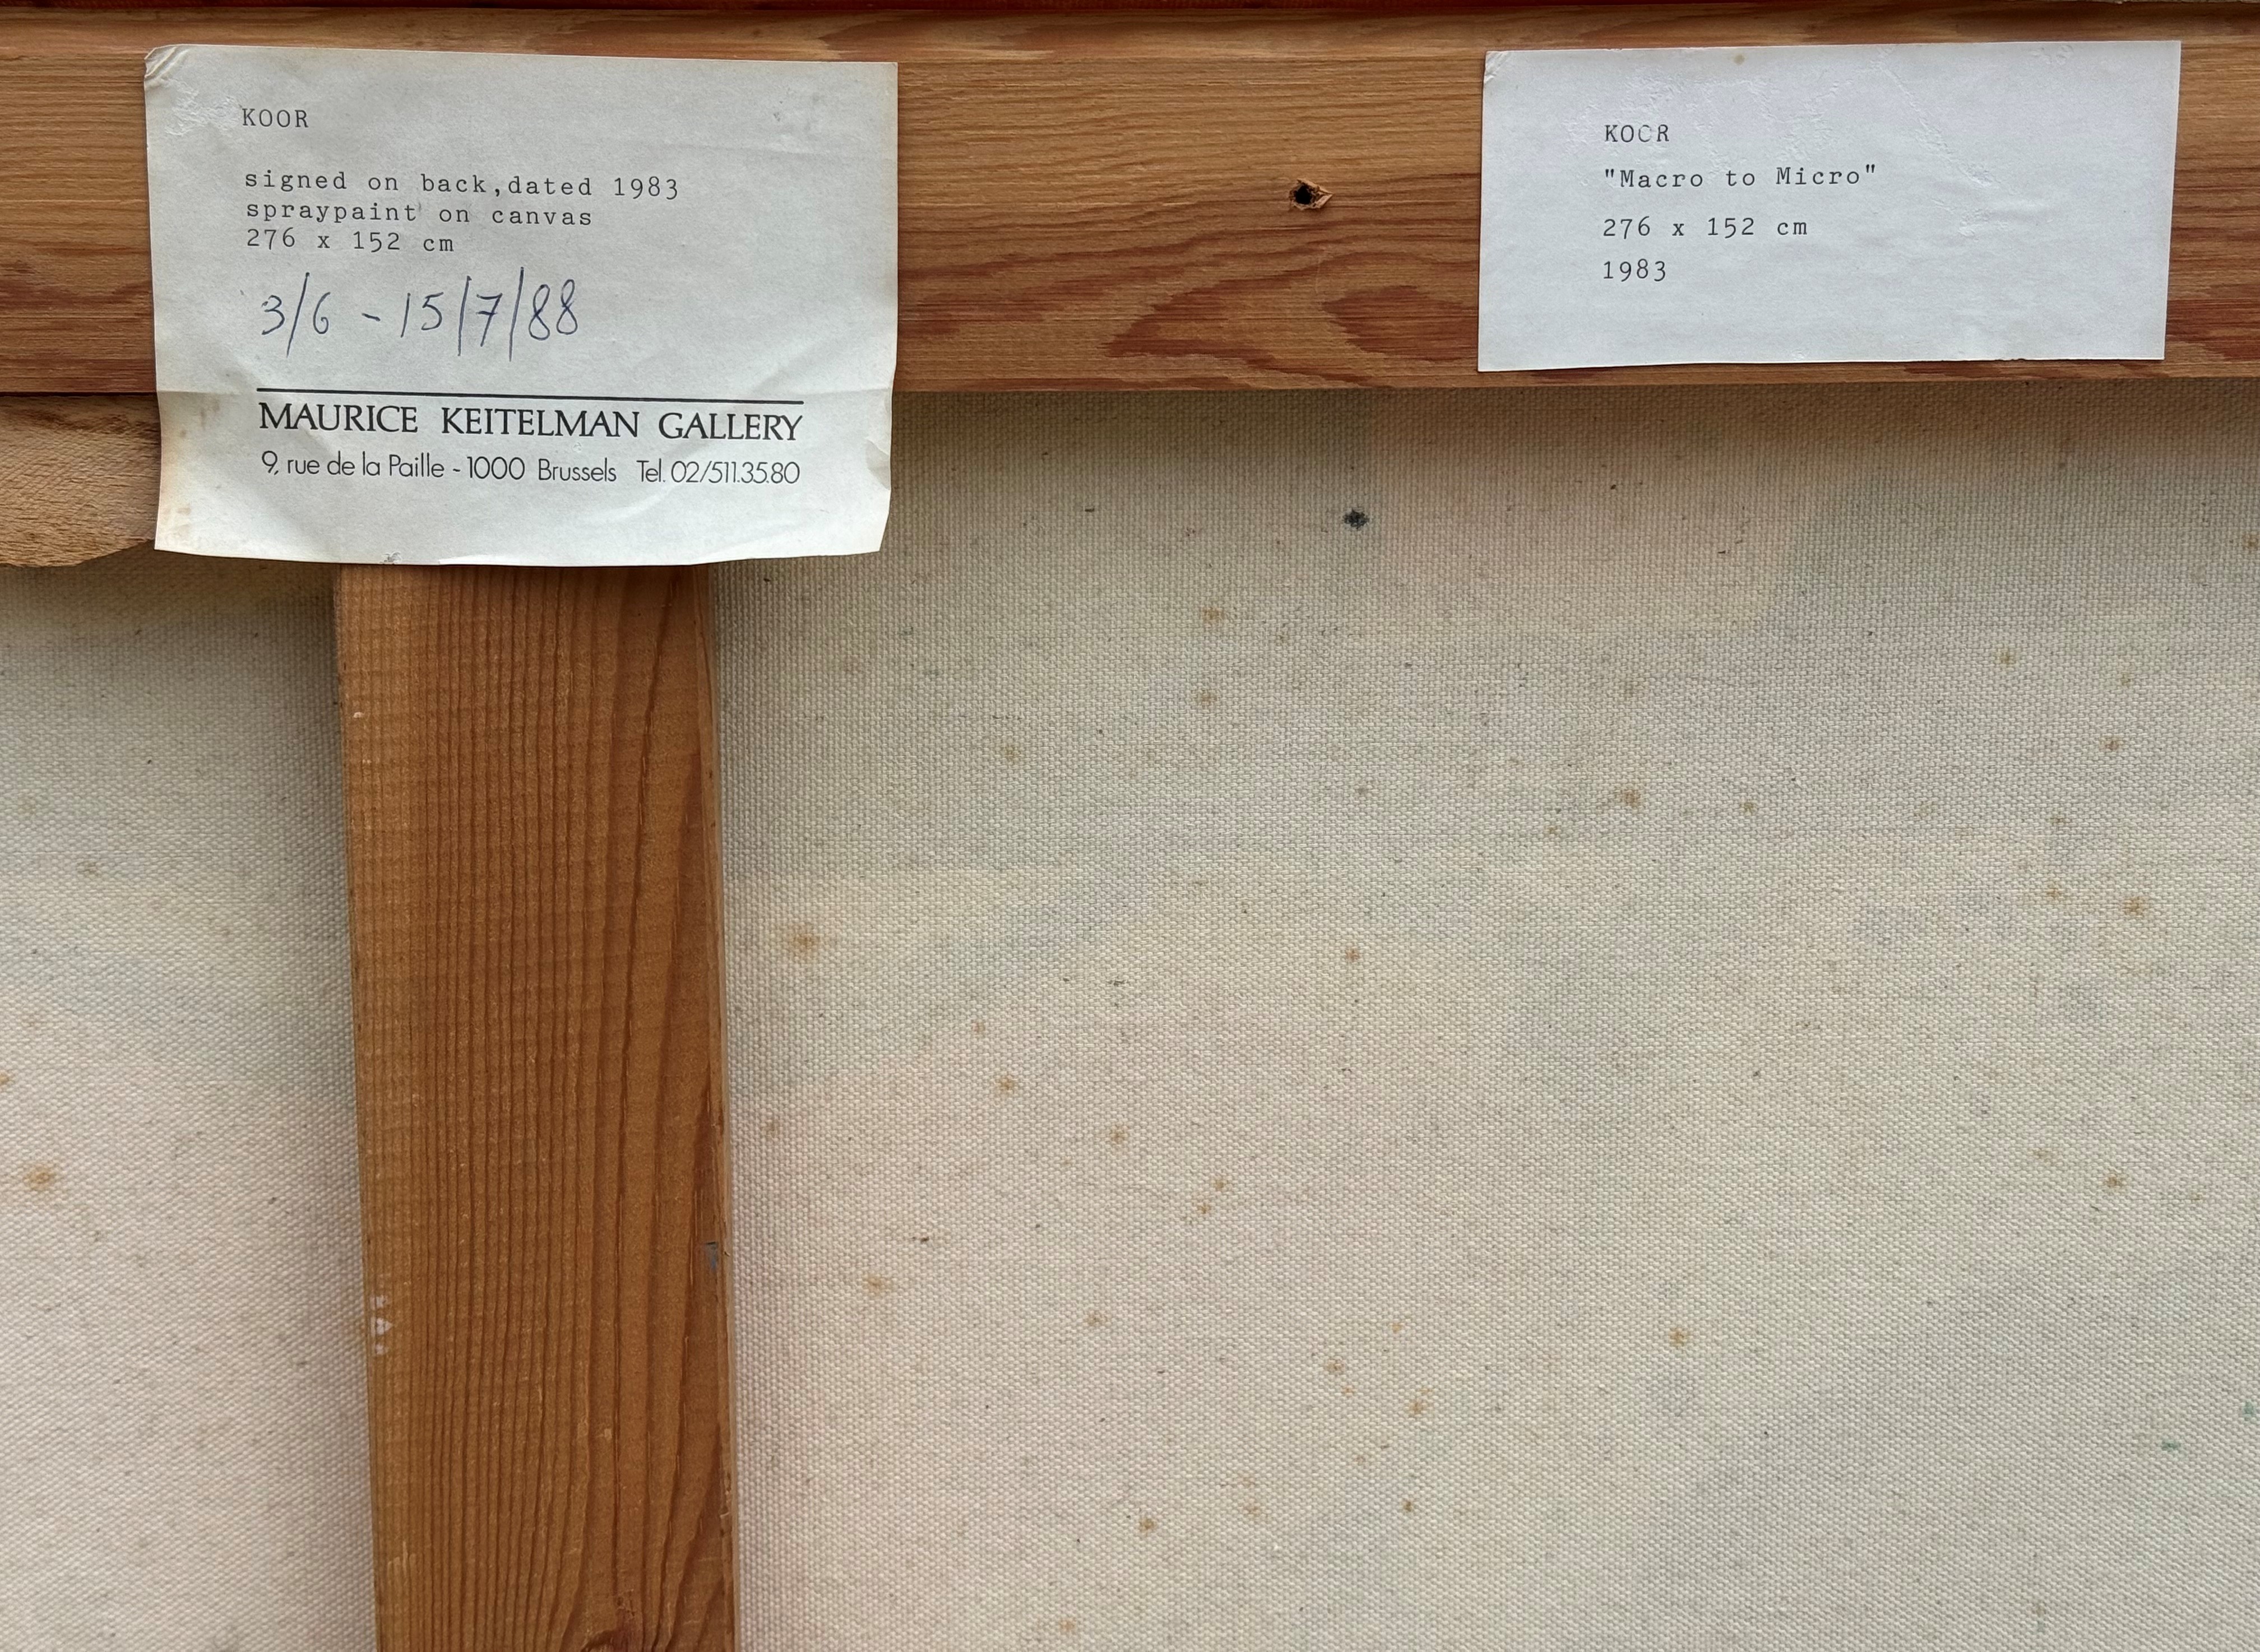 KOOR
signed on back,dated 1983
spraypaint on canvas
276 x 152 cm
3/6 - 15/7/88
MAURICE KEITELMAN GALLERY
9, rue de la Paille - 1000 Brussels Tel. 02/511.35.80
KOOR
"Macro to Micro"
276 x 152 cm
1983